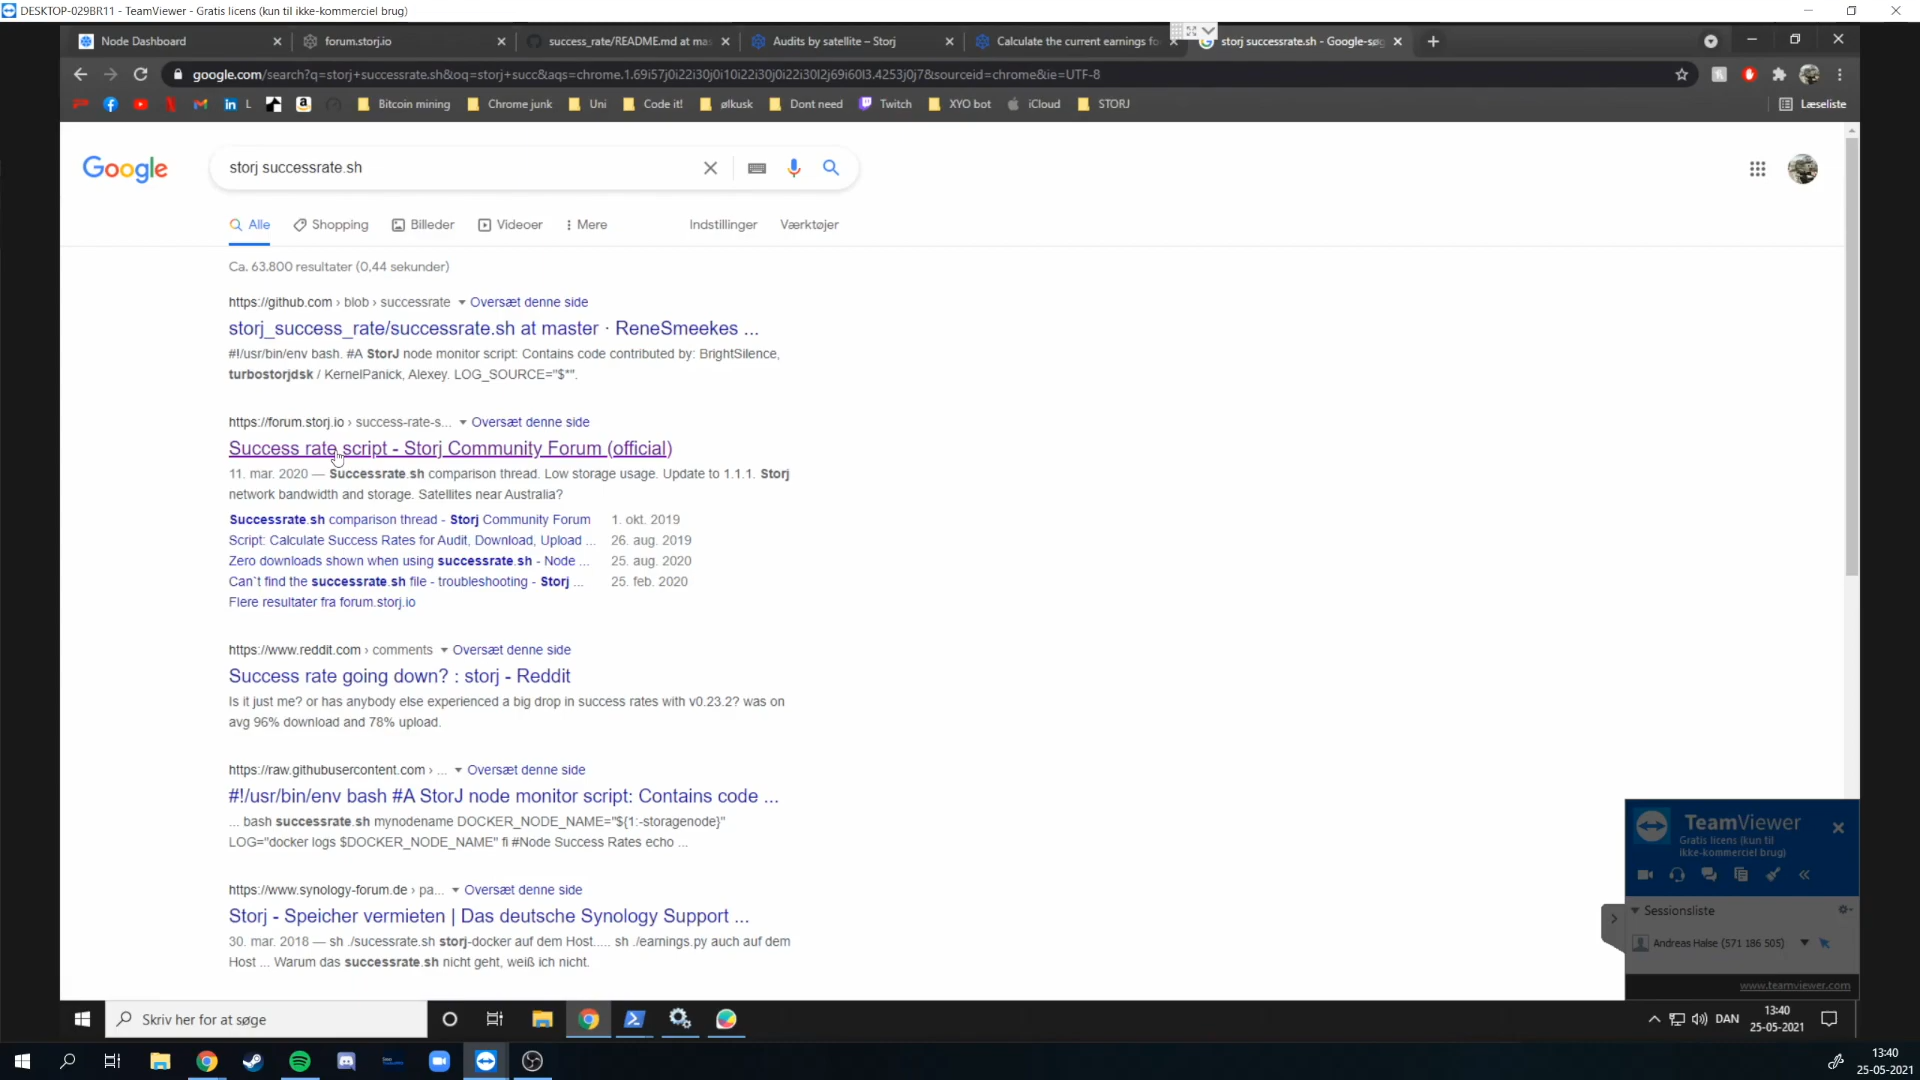 DESKTOP-029BR11 - TeamViewer - Gratis licens (kun til ikke-kommerciel brug)
Node Dashboard
forum.storj.io
success_rate/README.md at mas
Audits by satellite – Storj
Calculate the current earnings fo
storj successrate.sh - Google-søg
google.com/search?q=storj+successrate.sh&oq=storj+succ&aqs=chrome.1.69i57j0i22i30j0i10i22i30j0i22i30l2j69i60l3.4253j0j7&sourceid=chrome&ie=UTF-8
L
Bitcoin mining
Chrome junk
Uni
Code it!
ølkusk
Dont need
Twitch
XYO bot
iCloud
STORJ
Læseliste
Google
storj successrate.sh
Alle
Shopping
Billeder
Videoer
Mere
Indstillinger
Værktøjer
Ca. 63.800 resultater (0,44 sekunder)
https://github.com › blob › successrate Oversæt denne side
storj_success_rate/successrate.sh at master · ReneSmeekes ...
#!/usr/bin/env bash. #A StorJ node monitor script: Contains code contributed by: BrightSilence,
turbostorjdsk / KernelPanick, Alexey. LOG_SOURCE="$*".
https://forum.storj.io › success-rate-s... Oversæt denne side
Success rate script - Storj Community Forum (official)
11. mar. 2020 — Successrate.sh comparison thread. Low storage usage. Update to 1.1.1. Storj
network bandwidth and storage. Satellites near Australia?
Successrate.sh comparison thread - Storj Community Forum 1. okt. 2019
Script: Calculate Success Rates for Audit, Download, Upload ... 26. aug. 2019
Zero downloads shown when using successrate.sh - Node ... 25. aug. 2020
Can`t find the successrate.sh file - troubleshooting - Storj ... 25. feb. 2020
Flere resultater fra forum.storj.io
https://www.reddit.com › comments Oversæt denne side
Success rate going down? : storj - Reddit
Is it just me? or has anybody else experienced a big drop in success rates with v0.23.2? was on
avg 96% download and 78% upload.
https://raw.githubusercontent.com › ... Oversæt denne side
#!/usr/bin/env bash #A StorJ node monitor script: Contains code ...
... bash successrate.sh mynodename DOCKER_NODE_NAME="${1:-storagenode}"
LOG="docker logs $DOCKER_NODE_NAME" fi #Node Success Rates echo ...
https://www.synology-forum.de › pa... Oversæt denne side
Storj - Speicher vermieten | Das deutsche Synology Support ...
30. mar. 2018 — sh ./sucessrate.sh storj-docker auf dem Host..... sh ./earnings.py auch auf dem
Host ... Warum das successrate.sh nicht geht, weiß ich nicht.
TeamViewer
Gratis licens (kun til
ikke-kommerciel brug)
Sessionsliste
Andreas Halse (571 186 505)
www.teamviewer.com
Skriv her for at søge
DAN
13:40
25-05-2021
13:40
25-05-2021